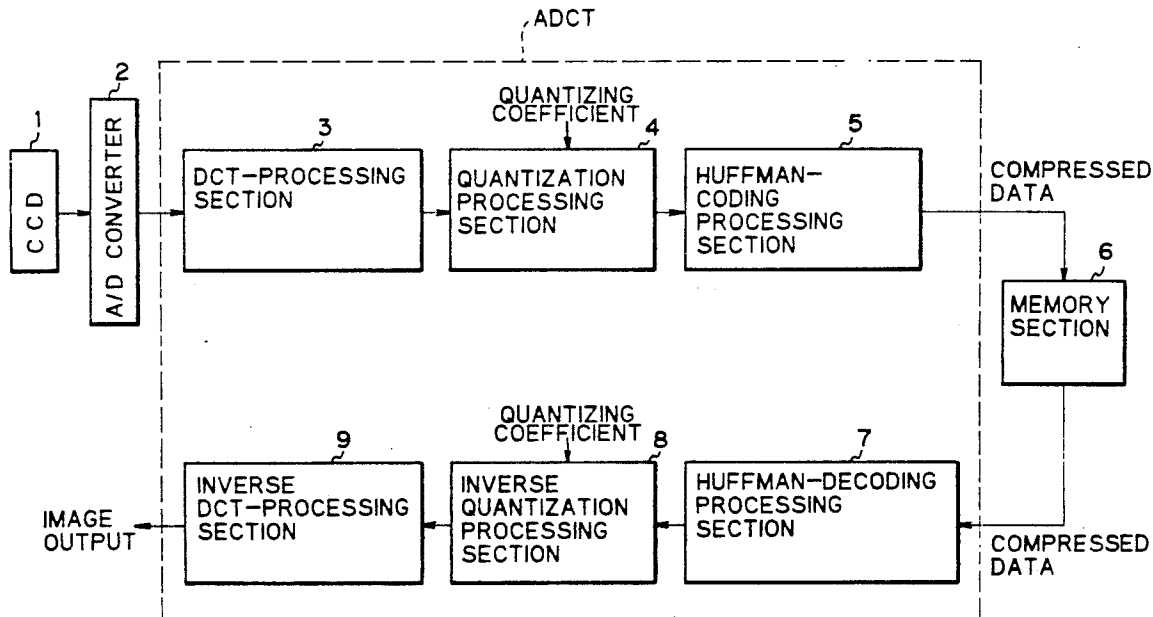 ADCT
1
CCD
2
A/D CONVERTER
3
DCT-PROCESSING
SECTION
QUANTIZING
COEFFICIENT
4
QUANTIZATION
PROCESSING
SECTION
5
HUFFMAN-
CODING
PROCESSING
SECTION
COMPRESSED
DATA
6
MEMORY
SECTION
COMPRESSED
DATA
7
HUFFMAN-DECODING
PROCESSING
SECTION
QUANTIZING
COEFFICIENT
8
INVERSE
QUANTIZATION
PROCESSING
SECTION
9
INVERSE
DCT-PROCESSING
SECTION
IMAGE
OUTPUT